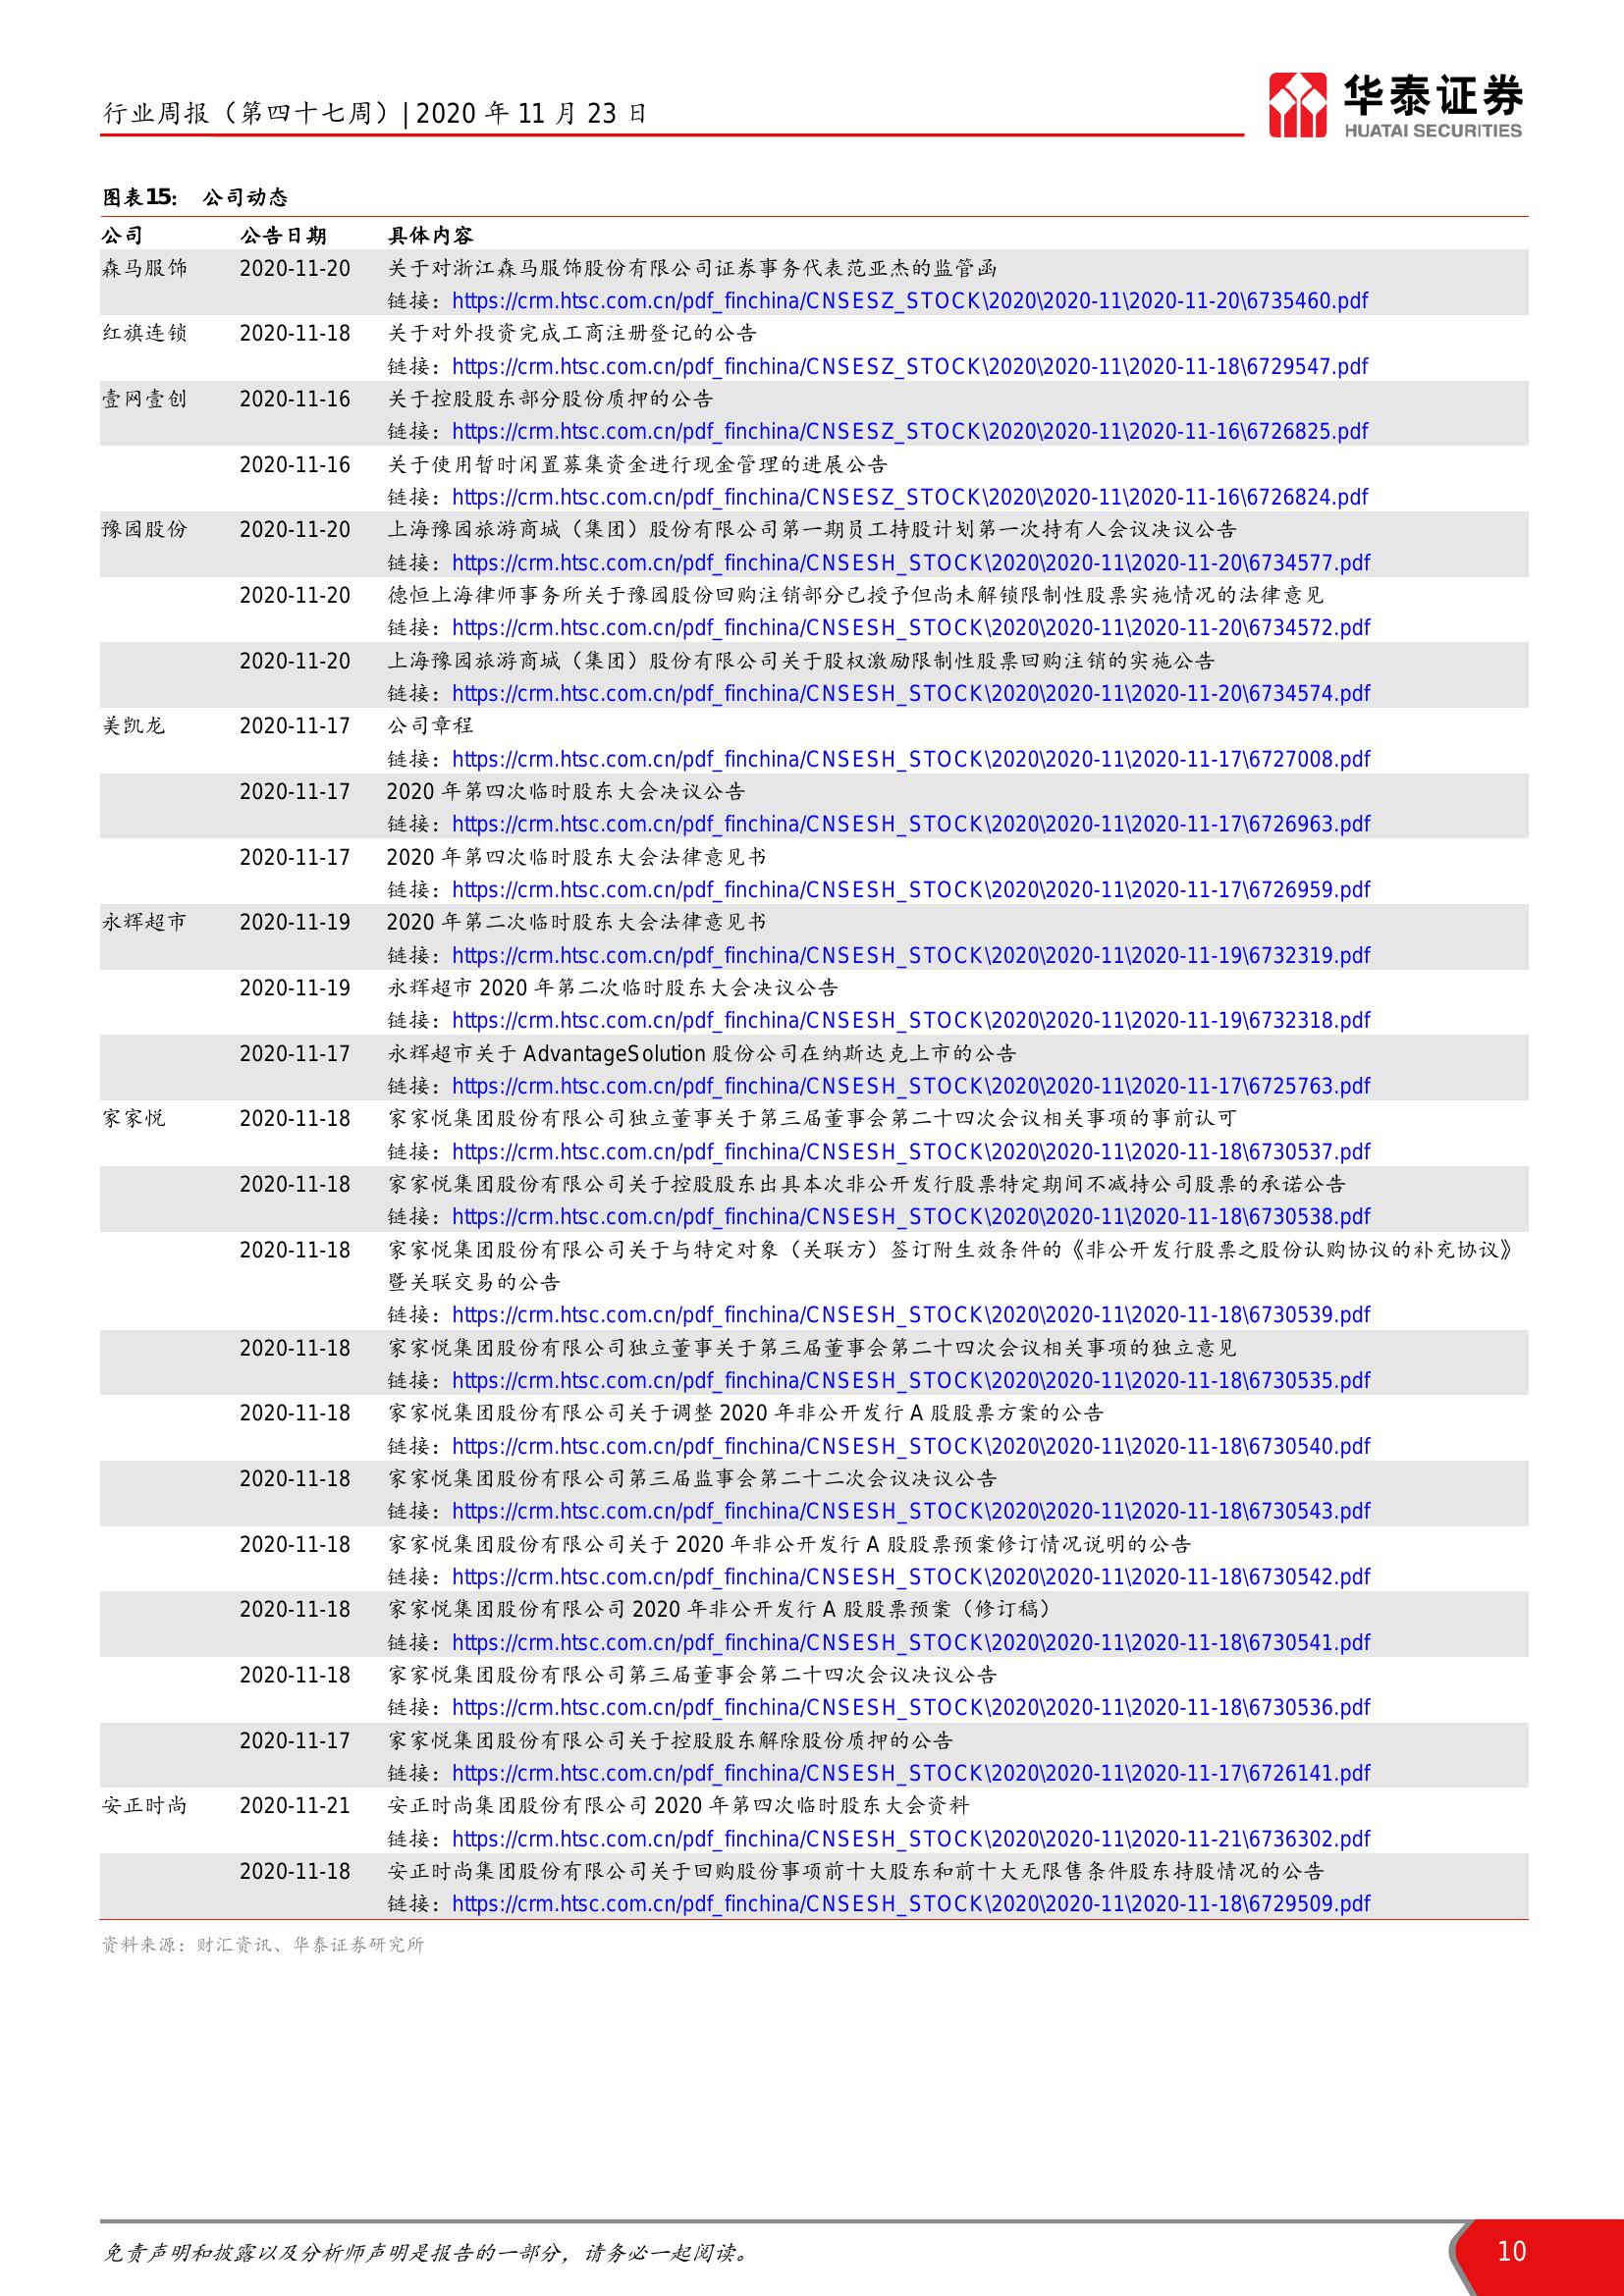 行业周报（第四十七周）| 2020 年 11 月 23 日
华泰证券
HUATAI SECURITIES
图表15： 公司动态
公司 公告日期 具体内容
森马服饰 2020-11-20 关于对浙江森马服饰股份有限公司证券事务代表范亚杰的监管函
链接：https://crm.htsc.com.cn/pdf_finchina/CNSESZ_STOCK\2020\2020-11\2020-11-20\6735460.pdf
红旗连锁 2020-11-18 关于对外投资完成工商注册登记的公告
链接：https://crm.htsc.com.cn/pdf_finchina/CNSESZ_STOCK\2020\2020-11\2020-11-18\6729547.pdf
壹网壹创 2020-11-16 关于控股股东部分股份质押的公告
链接：https://crm.htsc.com.cn/pdf_finchina/CNSESZ_STOCK\2020\2020-11\2020-11-16\6726825.pdf
2020-11-16 关于使用暂时闲置募集资金进行现金管理的进展公告
链接：https://crm.htsc.com.cn/pdf_finchina/CNSESZ_STOCK\2020\2020-11\2020-11-16\6726824.pdf
豫园股份 2020-11-20 上海豫园旅游商城（集团）股份有限公司第一期员工持股计划第一次持有人会议决议公告
链接：https://crm.htsc.com.cn/pdf_finchina/CNSESH_STOCK\2020\2020-11\2020-11-20\6734577.pdf
2020-11-20 德恒上海律师事务所关于豫园股份回购注销部分已授予但尚未解锁限制性股票实施情况的法律意见
链接：https://crm.htsc.com.cn/pdf_finchina/CNSESH_STOCK\2020\2020-11\2020-11-20\6734572.pdf
2020-11-20 上海豫园旅游商城（集团）股份有限公司关于股权激励限制性股票回购注销的实施公告
链接：https://crm.htsc.com.cn/pdf_finchina/CNSESH_STOCK\2020\2020-11\2020-11-20\6734574.pdf
美凯龙 2020-11-17 公司章程
链接：https://crm.htsc.com.cn/pdf_finchina/CNSESH_STOCK\2020\2020-11\2020-11-17\6727008.pdf
2020-11-17 2020 年第四次临时股东大会决议公告
链接：https://crm.htsc.com.cn/pdf_finchina/CNSESH_STOCK\2020\2020-11\2020-11-17\6726963.pdf
2020-11-17 2020 年第四次临时股东大会法律意见书
链接：https://crm.htsc.com.cn/pdf_finchina/CNSESH_STOCK\2020\2020-11\2020-11-17\6726959.pdf
永辉超市 2020-11-19 2020 年第二次临时股东大会法律意见书
链接：https://crm.htsc.com.cn/pdf_finchina/CNSESH_STOCK\2020\2020-11\2020-11-19\6732319.pdf
2020-11-19 永辉超市 2020 年第二次临时股东大会决议公告
链接：https://crm.htsc.com.cn/pdf_finchina/CNSESH_STOCK\2020\2020-11\2020-11-19\6732318.pdf
2020-11-17 永辉超市关于 AdvantageSolution 股份公司在纳斯达克上市的公告
链接：https://crm.htsc.com.cn/pdf_finchina/CNSESH_STOCK\2020\2020-11\2020-11-17\6725763.pdf
家家悦 2020-11-18 家家悦集团股份有限公司独立董事关于第三届董事会第二十四次会议相关事项的事前认可
链接：https://crm.htsc.com.cn/pdf_finchina/CNSESH_STOCK\2020\2020-11\2020-11-18\6730537.pdf
2020-11-18 家家悦集团股份有限公司关于控股股东出具本次非公开发行股票特定期间不减持公司股票的承诺公告
链接：https://crm.htsc.com.cn/pdf_finchina/CNSESH_STOCK\2020\2020-11\2020-11-18\6730538.pdf
2020-11-18 家家悦集团股份有限公司关于与特定对象（关联方）签订附生效条件的《非公开发行股票之股份认购协议的补充协议》
暨关联交易的公告
链接：https://crm.htsc.com.cn/pdf_finchina/CNSESH_STOCK\2020\2020-11\2020-11-18\6730539.pdf
2020-11-18 家家悦集团股份有限公司独立董事关于第三届董事会第二十四次会议相关事项的独立意见
链接：https://crm.htsc.com.cn/pdf_finchina/CNSESH_STOCK\2020\2020-11\2020-11-18\6730535.pdf
2020-11-18 家家悦集团股份有限公司关于调整 2020 年非公开发行 A 股股票方案的公告
链接：https://crm.htsc.com.cn/pdf_finchina/CNSESH_STOCK\2020\2020-11\2020-11-18\6730540.pdf
2020-11-18 家家悦集团股份有限公司第三届监事会第二十二次会议决议公告
链接：https://crm.htsc.com.cn/pdf_finchina/CNSESH_STOCK\2020\2020-11\2020-11-18\6730543.pdf
2020-11-18 家家悦集团股份有限公司关于 2020 年非公开发行 A 股股票预案修订情况说明的公告
链接：https://crm.htsc.com.cn/pdf_finchina/CNSESH_STOCK\2020\2020-11\2020-11-18\6730542.pdf
2020-11-18 家家悦集团股份有限公司 2020 年非公开发行 A 股股票预案（修订稿）
链接：https://crm.htsc.com.cn/pdf_finchina/CNSESH_STOCK\2020\2020-11\2020-11-18\6730541.pdf
2020-11-18 家家悦集团股份有限公司第三届董事会第二十四次会议决议公告
链接：https://crm.htsc.com.cn/pdf_finchina/CNSESH_STOCK\2020\2020-11\2020-11-18\6730536.pdf
2020-11-17 家家悦集团股份有限公司关于控股股东解除股份质押的公告
链接：https://crm.htsc.com.cn/pdf_finchina/CNSESH_STOCK\2020\2020-11\2020-11-17\6726141.pdf
安正时尚 2020-11-21 安正时尚集团股份有限公司 2020 年第四次临时股东大会资料
链接：https://crm.htsc.com.cn/pdf_finchina/CNSESH_STOCK\2020\2020-11\2020-11-21\6736302.pdf
2020-11-18 安正时尚集团股份有限公司关于回购股份事项前十大股东和前十大无限售条件股东持股情况的公告
链接：https://crm.htsc.com.cn/pdf_finchina/CNSESH_STOCK\2020\2020-11\2020-11-18\6729509.pdf
资料来源：财汇资讯、华泰证券研究所
免责声明和披露以及分析师声明是报告的一部分，请务必一起阅读。
10